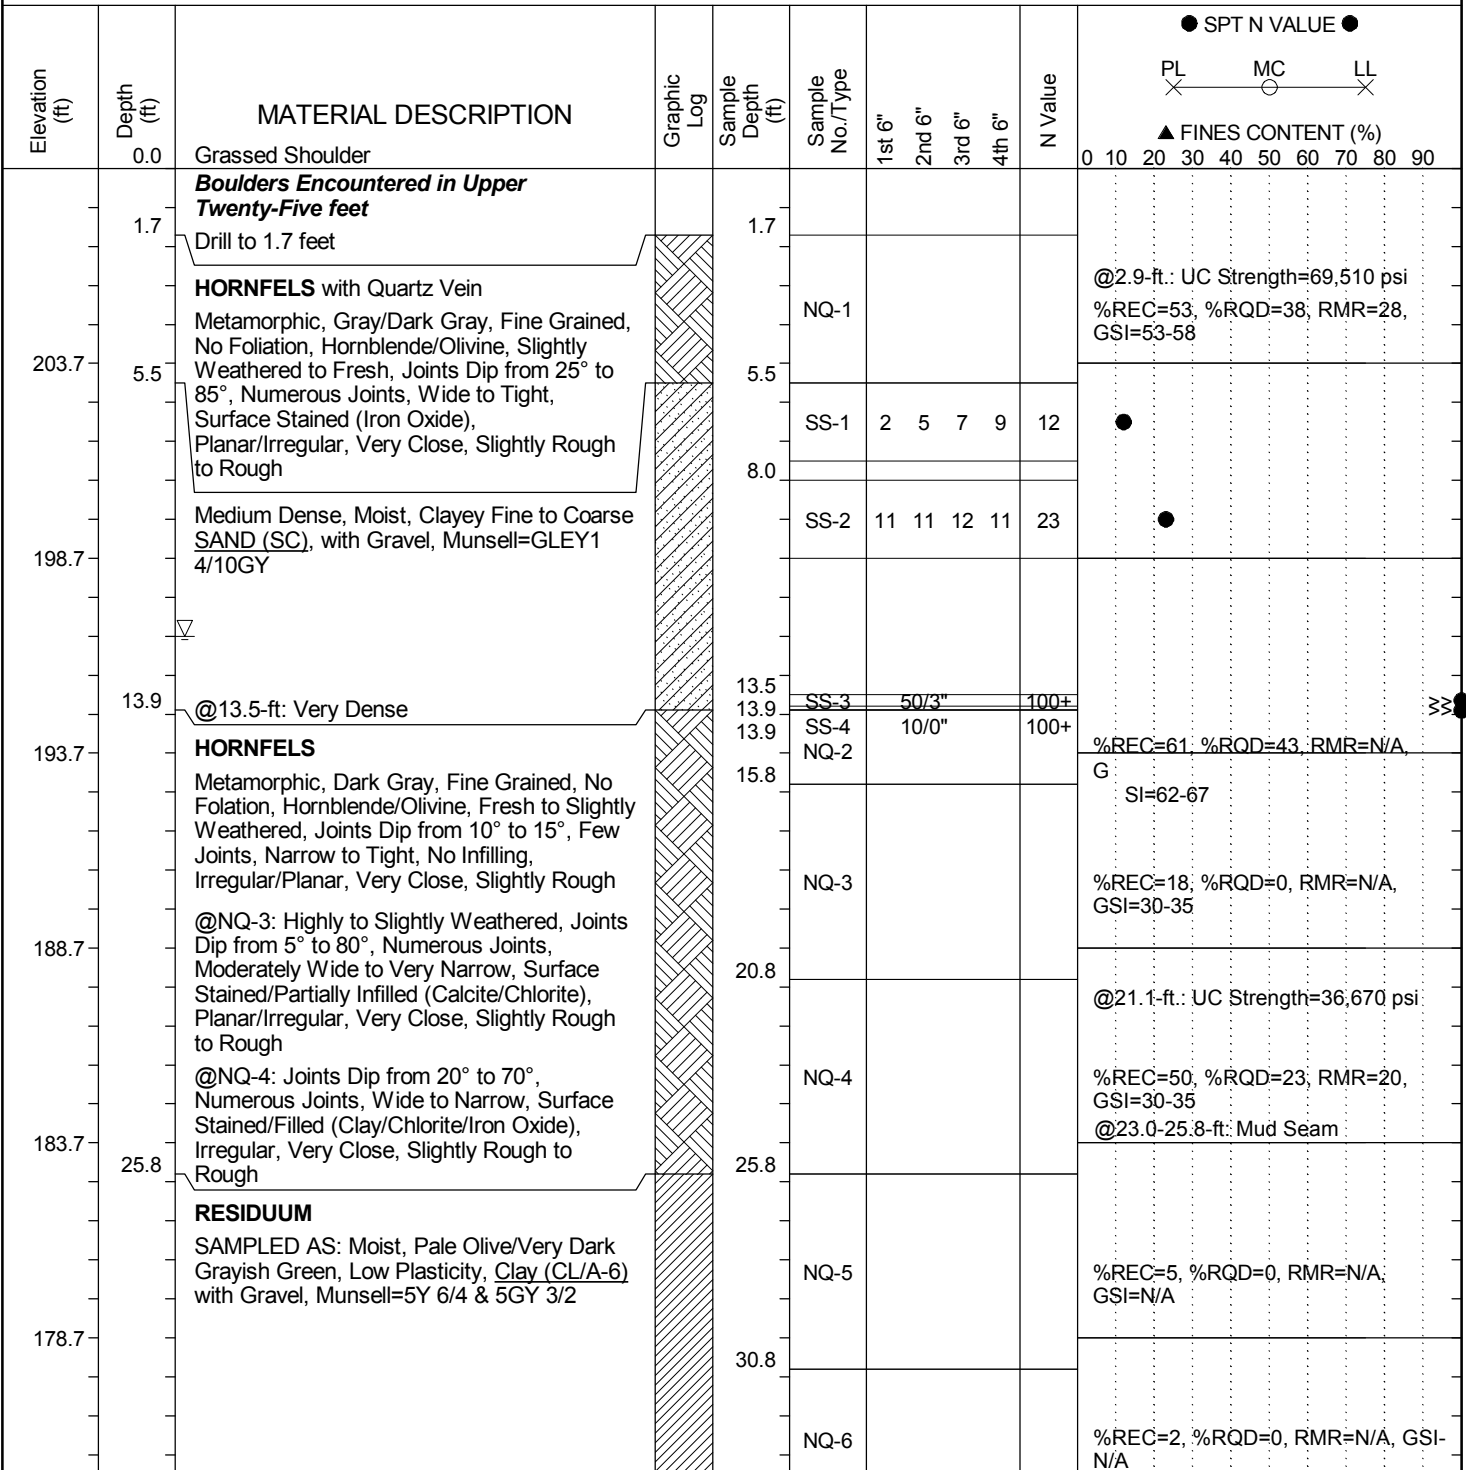 ● SPT N VALUE ●
PL MC LL
▲ FINES CONTENT (%)
0 10 20 30 40 50 60 70 80 90
Elevation (ft)
Depth (ft)
MATERIAL DESCRIPTION
Graphic Log
Sample Depth (ft)
Sample No./Type
1st 6"
2nd 6"
3rd 6"
4th 6"
N Value
0.0 Grassed Shoulder
Boulders Encountered in Upper
Twenty-Five feet
1.7 1.7
Drill to 1.7 feet
HORNFELS with Quartz Vein
Metamorphic, Gray/Dark Gray, Fine Grained,
No Foliation, Hornblende/Olivine, Slightly
Weathered to Fresh, Joints Dip from 25° to
85°, Numerous Joints, Wide to Tight,
Surface Stained (Iron Oxide),
Planar/Irregular, Very Close, Slightly Rough
to Rough
NQ-1
@2.9-ft.: UC Strength=69,510 psi
%REC=53, %RQD=38, RMR=28,
GSI=53-58
203.7
5.5 5.5
SS-1 2 5 7 9 12
8.0
Medium Dense, Moist, Clayey Fine to Coarse
SAND (SC), with Gravel, Munsell=GLEY1
4/10GY
SS-2 11 11 12 11 23
198.7
13.5
13.9 @13.5-ft: Very Dense
SS-3 50/3" 100+
13.9
SS-4 10/0" 100+
13.9
>>
>>
193.7
HORNFELS
NQ-2
%REC=61, %RQD=43, RMR=N/A,
G
SI=62-67
15.8
Metamorphic, Dark Gray, Fine Grained, No
Folation, Hornblende/Olivine, Fresh to Slightly
Weathered, Joints Dip from 10° to 15°, Few
Joints, Narrow to Tight, No Infilling,
Irregular/Planar, Very Close, Slightly Rough
NQ-3
%REC=18, %RQD=0, RMR=N/A,
GSI=30-35
@NQ-3: Highly to Slightly Weathered, Joints
Dip from 5° to 80°, Numerous Joints,
Moderately Wide to Very Narrow, Surface
Stained/Partially Infilled (Calcite/Chlorite),
Planar/Irregular, Very Close, Slightly Rough
to Rough
188.7
20.8
@21.1-ft.: UC Strength=36,670 psi
@NQ-4: Joints Dip from 20° to 70°,
Numerous Joints, Wide to Narrow, Surface
Stained/Filled (Clay/Chlorite/Iron Oxide),
Irregular, Very Close, Slightly Rough to
Rough
NQ-4
%REC=50, %RQD=23, RMR=20,
GSI=30-35
@23.0-25.8-ft: Mud Seam
183.7
25.8 25.8
RESIDUUM
SAMPLED AS: Moist, Pale Olive/Very Dark
Grayish Green, Low Plasticity, Clay (CL/A-6)
with Gravel, Munsell=5Y 6/4 & 5GY 3/2
NQ-5
%REC=5, %RQD=0, RMR=N/A,
GSI=N/A
178.7
30.8
NQ-6
%REC=2, %RQD=0, RMR=N/A, GSI-
N/A